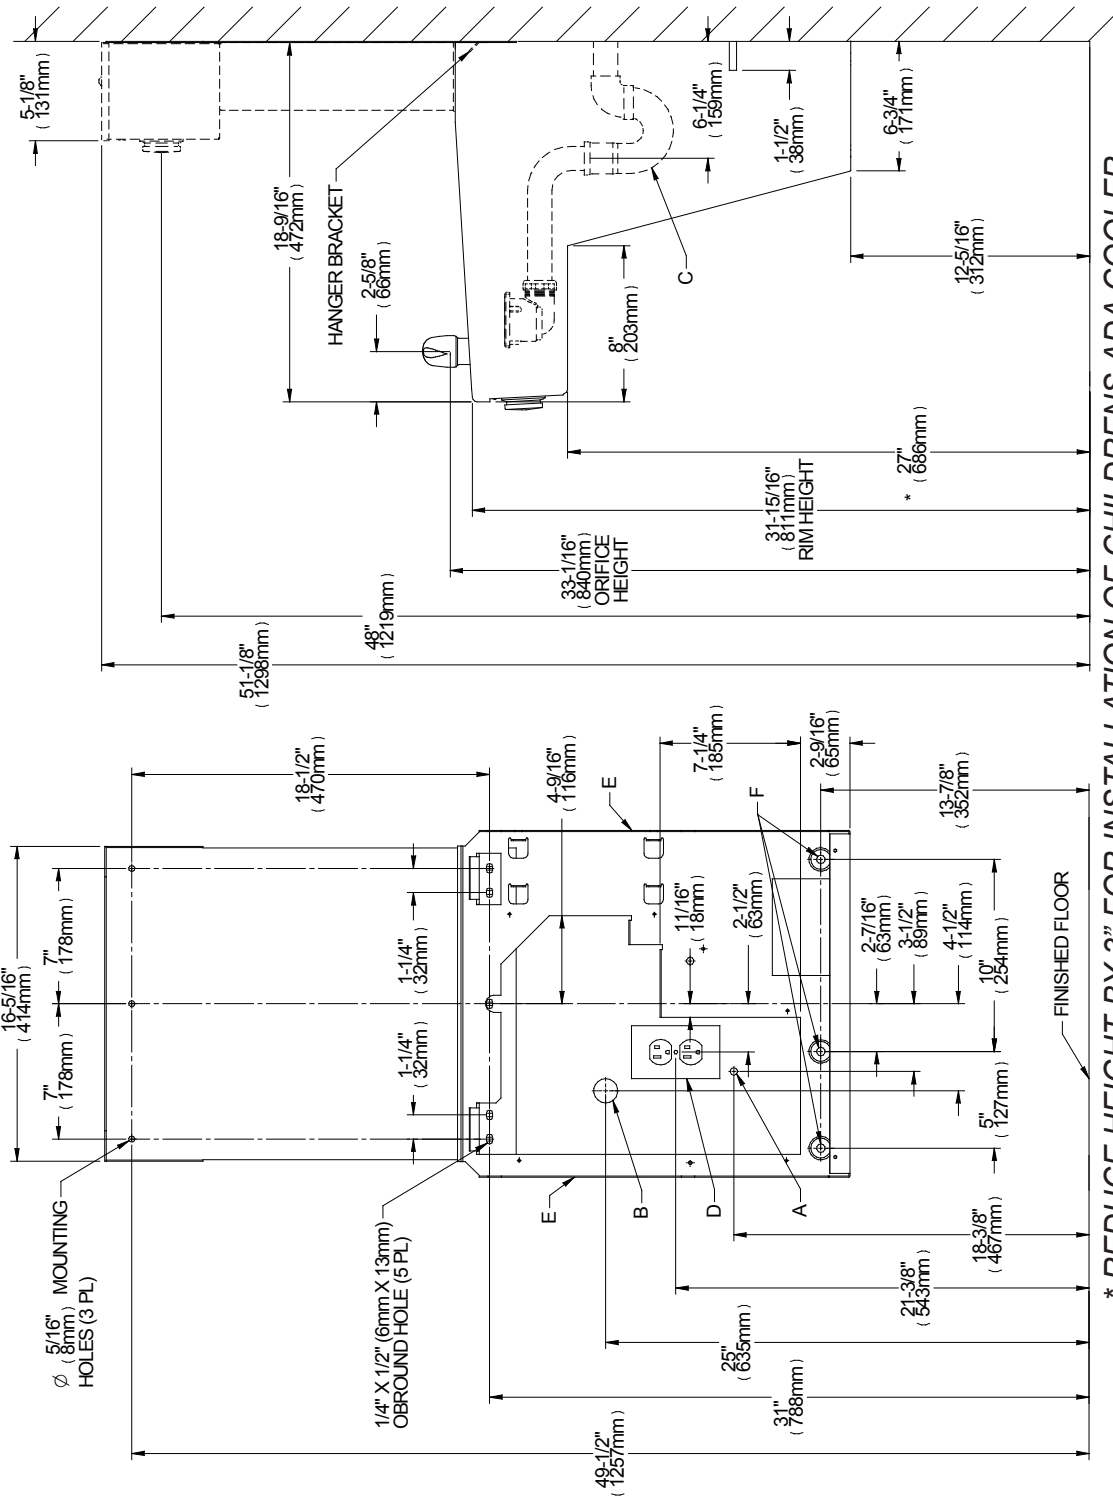 49-1/2"
( 1257mm )
Ø 5/16"
( 8mm ) MOUNTING
HOLES (3 PL)
16-5/16"
( 414mm )
7"
( 178mm )
7"
( 178mm )
18-1/2"
( 470mm )
1/4" X 1/2" (6mm X 13mm)
OBROUND HOLE (5 PL)
1-1/4"
( 32mm )
1-1/4"
( 32mm )
4-9/16"
( 116mm )
E
E
B
D
A
F
7-1/4"
( 185mm )
11/16"
( 18mm )
2-1/2"
( 63mm )
2-9/16"
( 65mm )
2-7/16"
( 63mm )
3-1/2"
( 89mm )
4-1/2"
( 114mm )
31"
( 788mm )
25"
( 635mm )
21-3/8"
( 543mm )
18-3/8"
( 467mm )
5"
( 127mm )
10"
( 254mm )
13-7/8"
( 352mm )
FINISHED FLOOR
5-1/8"
( 131mm )
51-1/8"
( 1298mm )
48"
( 1219mm )
18-9/16"
( 472mm )
HANGER BRACKET
2-5/8"
( 66mm )
33-1/16"
( 840mm )
ORIFICE
HEIGHT
31-15/16"
( 811mm )
RIM HEIGHT
8"
( 203mm )
C
6-1/4"
( 159mm )
1-1/2"
( 38mm )
6-3/4"
( 171mm )
* 27"
( 686mm )
12-5/16"
( 312mm )
* REDUCE HEIGHT BY 3" FOR INSTALLATION OF CHILDRENS ADA COOLER